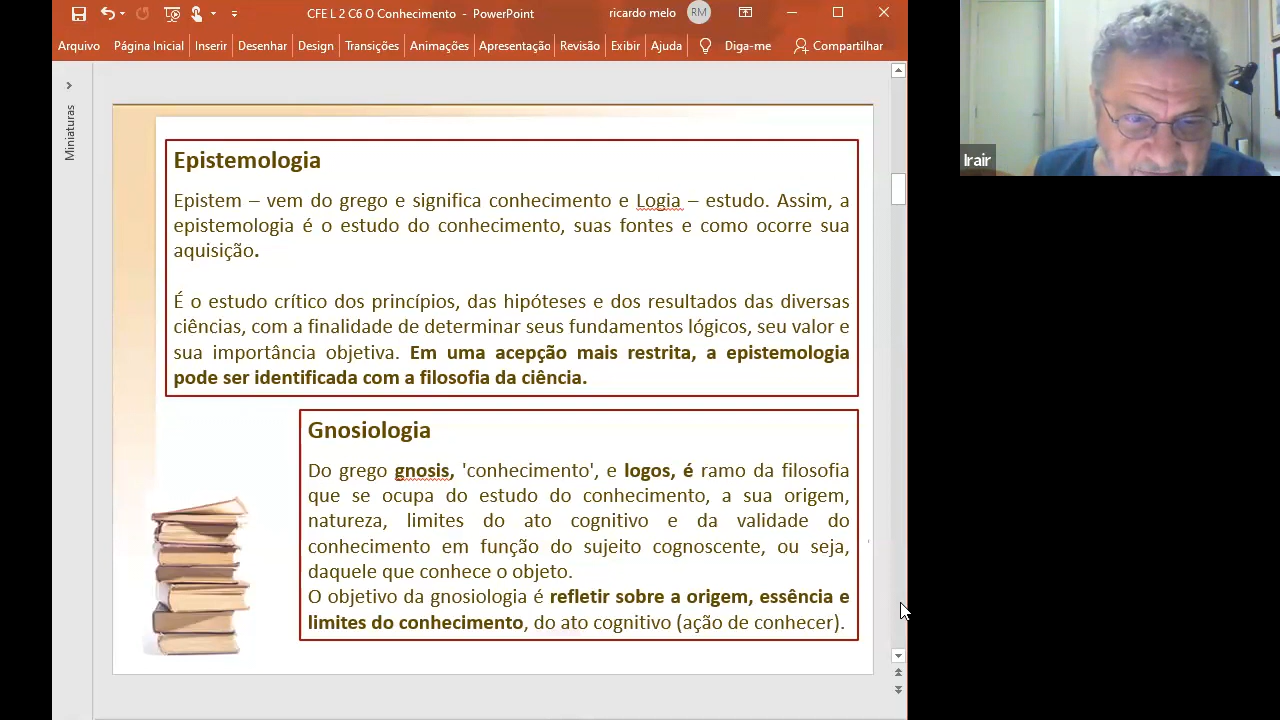 CFE L 2 C6 O Conhecimento - PowerPoint
ricardo melo
RM
Arquivo Página Inicial Inserir Desenhar Design Transições Animações Apresentação Revisão Exibir Ajuda Diga-me Compartilhar
Miniaturas
Epistemologia
Epistem – vem do grego e significa conhecimento e Logia – estudo. Assim, a
epistemologia é o estudo do conhecimento, suas fontes e como ocorre sua
aquisição.
É o estudo crítico dos princípios, das hipóteses e dos resultados das diversas
ciências, com a finalidade de determinar seus fundamentos lógicos, seu valor e
sua importância objetiva. Em uma acepção mais restrita, a epistemologia
pode ser identificada com a filosofia da ciência.
Gnosiologia
Do grego gnosis, 'conhecimento', e logos, é ramo da filosofia
que se ocupa do estudo do conhecimento, a sua origem,
natureza, limites do ato cognitivo e da validade do
conhecimento em função do sujeito cognoscente, ou seja,
daquele que conhece o objeto.
O objetivo da gnosiologia é refletir sobre a origem, essência e
limites do conhecimento, do ato cognitivo (ação de conhecer).
Irair